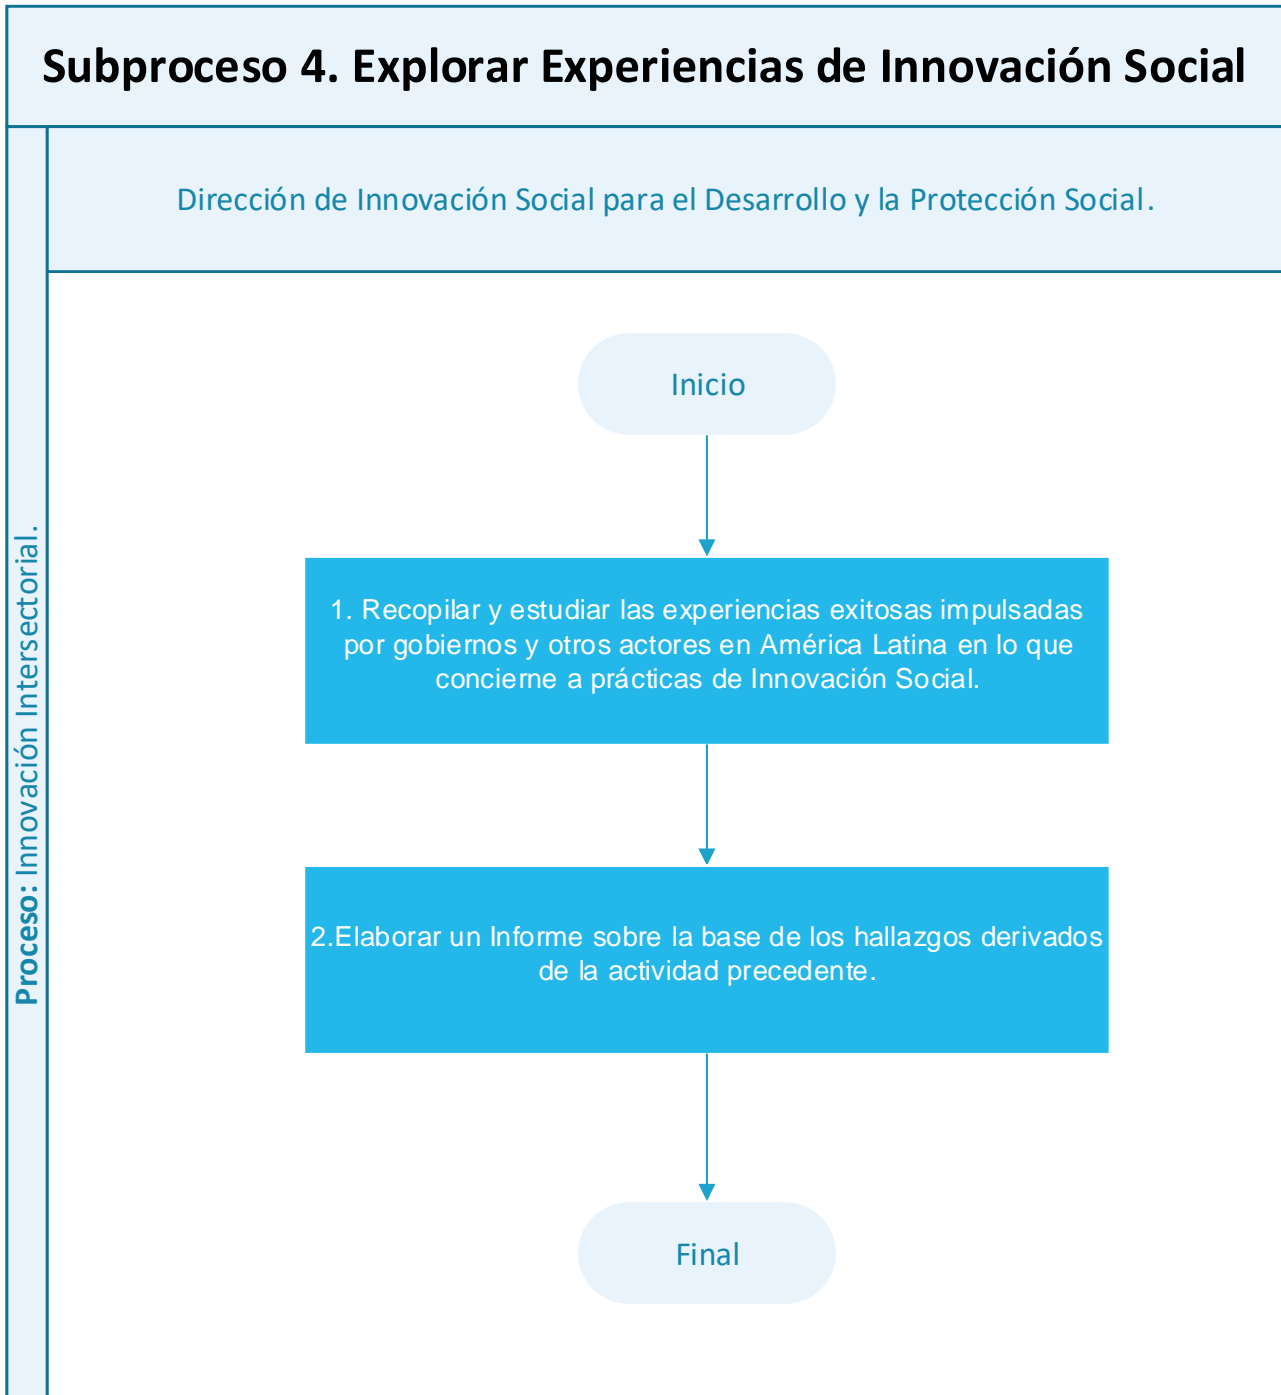 Subproceso 4. Explorar Experiencias de Innovación Social
Dirección de Innovación Social para el Desarrollo y la Protección Social.
Proceso: Innovación Intersectorial.
Inicio
1. Recopilar y estudiar las experiencias exitosas impulsadas
por gobiernos y otros actores en América Latina en lo que
concierne a prácticas de Innovación Social.
2.Elaborar un Informe sobre la base de los hallazgos derivados
de la actividad precedente.
Final